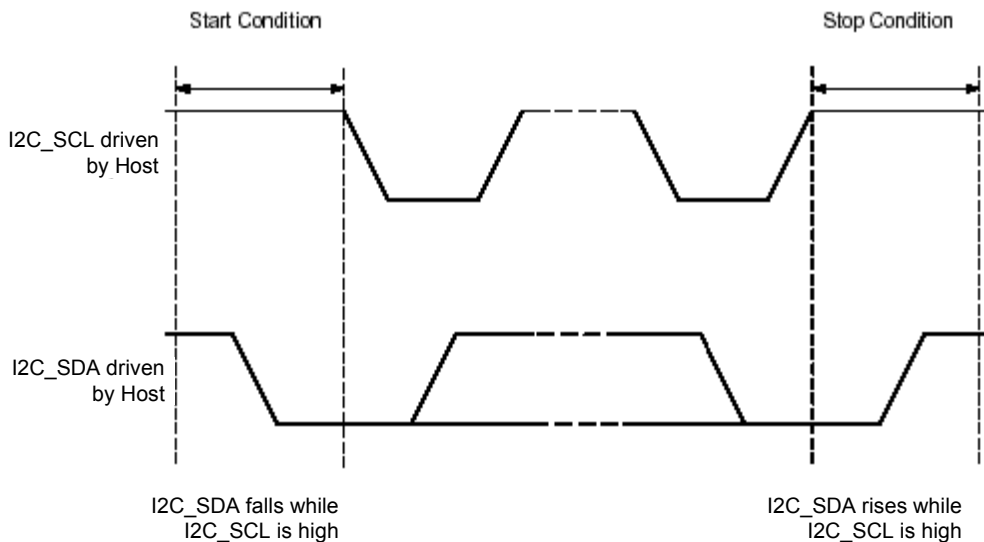 Start Condition
Stop Condition
I2C_SCL driven
by Host
I2C_SDA driven
by Host
I2C_SDA falls while
I2C_SCL is high
I2C_SDA rises while
I2C_SCL is high